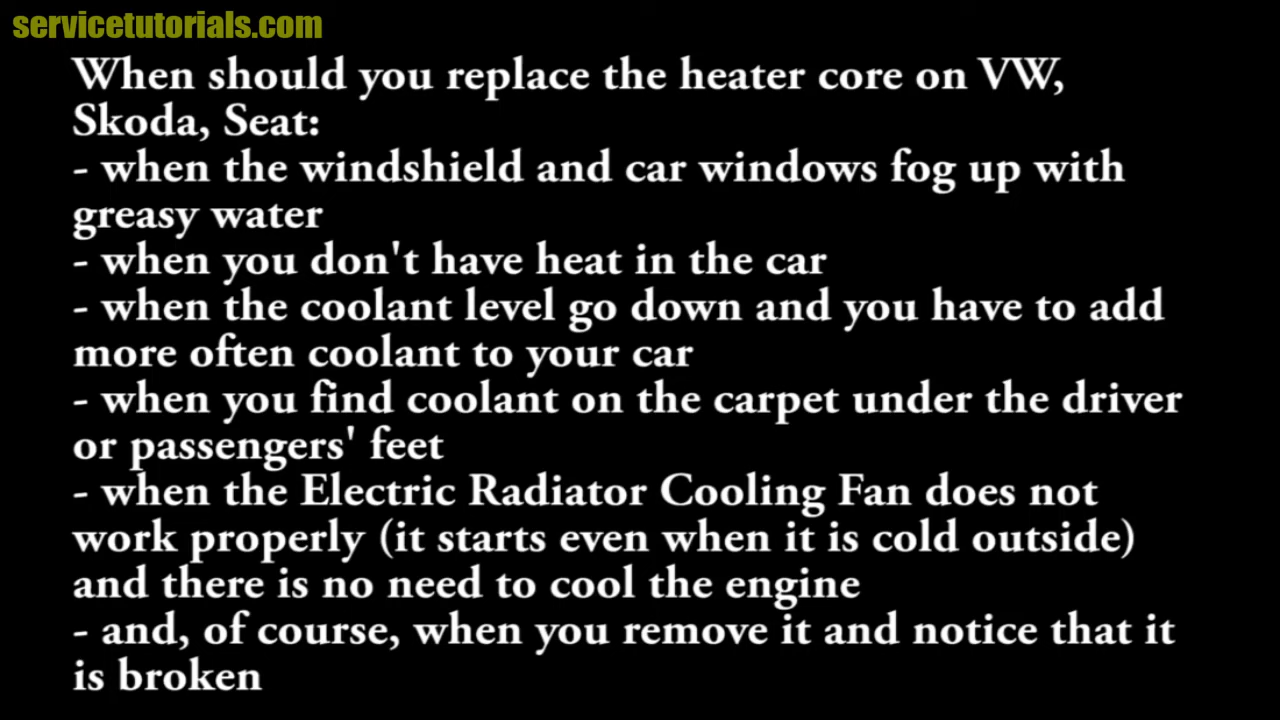 servicetutorials.com
When should you replace the heater core on VW,
Skoda, Seat:
- when the windshield and car windows fog up with
greasy water
- when you don't have heat in the car
- when the coolant level go down and you have to add
more often coolant to your car
- when you find coolant on the carpet under the driver
or passengers' feet
- when the Electric Radiator Cooling Fan does not
work properly (it starts even when it is cold outside)
and there is no need to cool the engine
- and, of course, when you remove it and notice that it
is broken